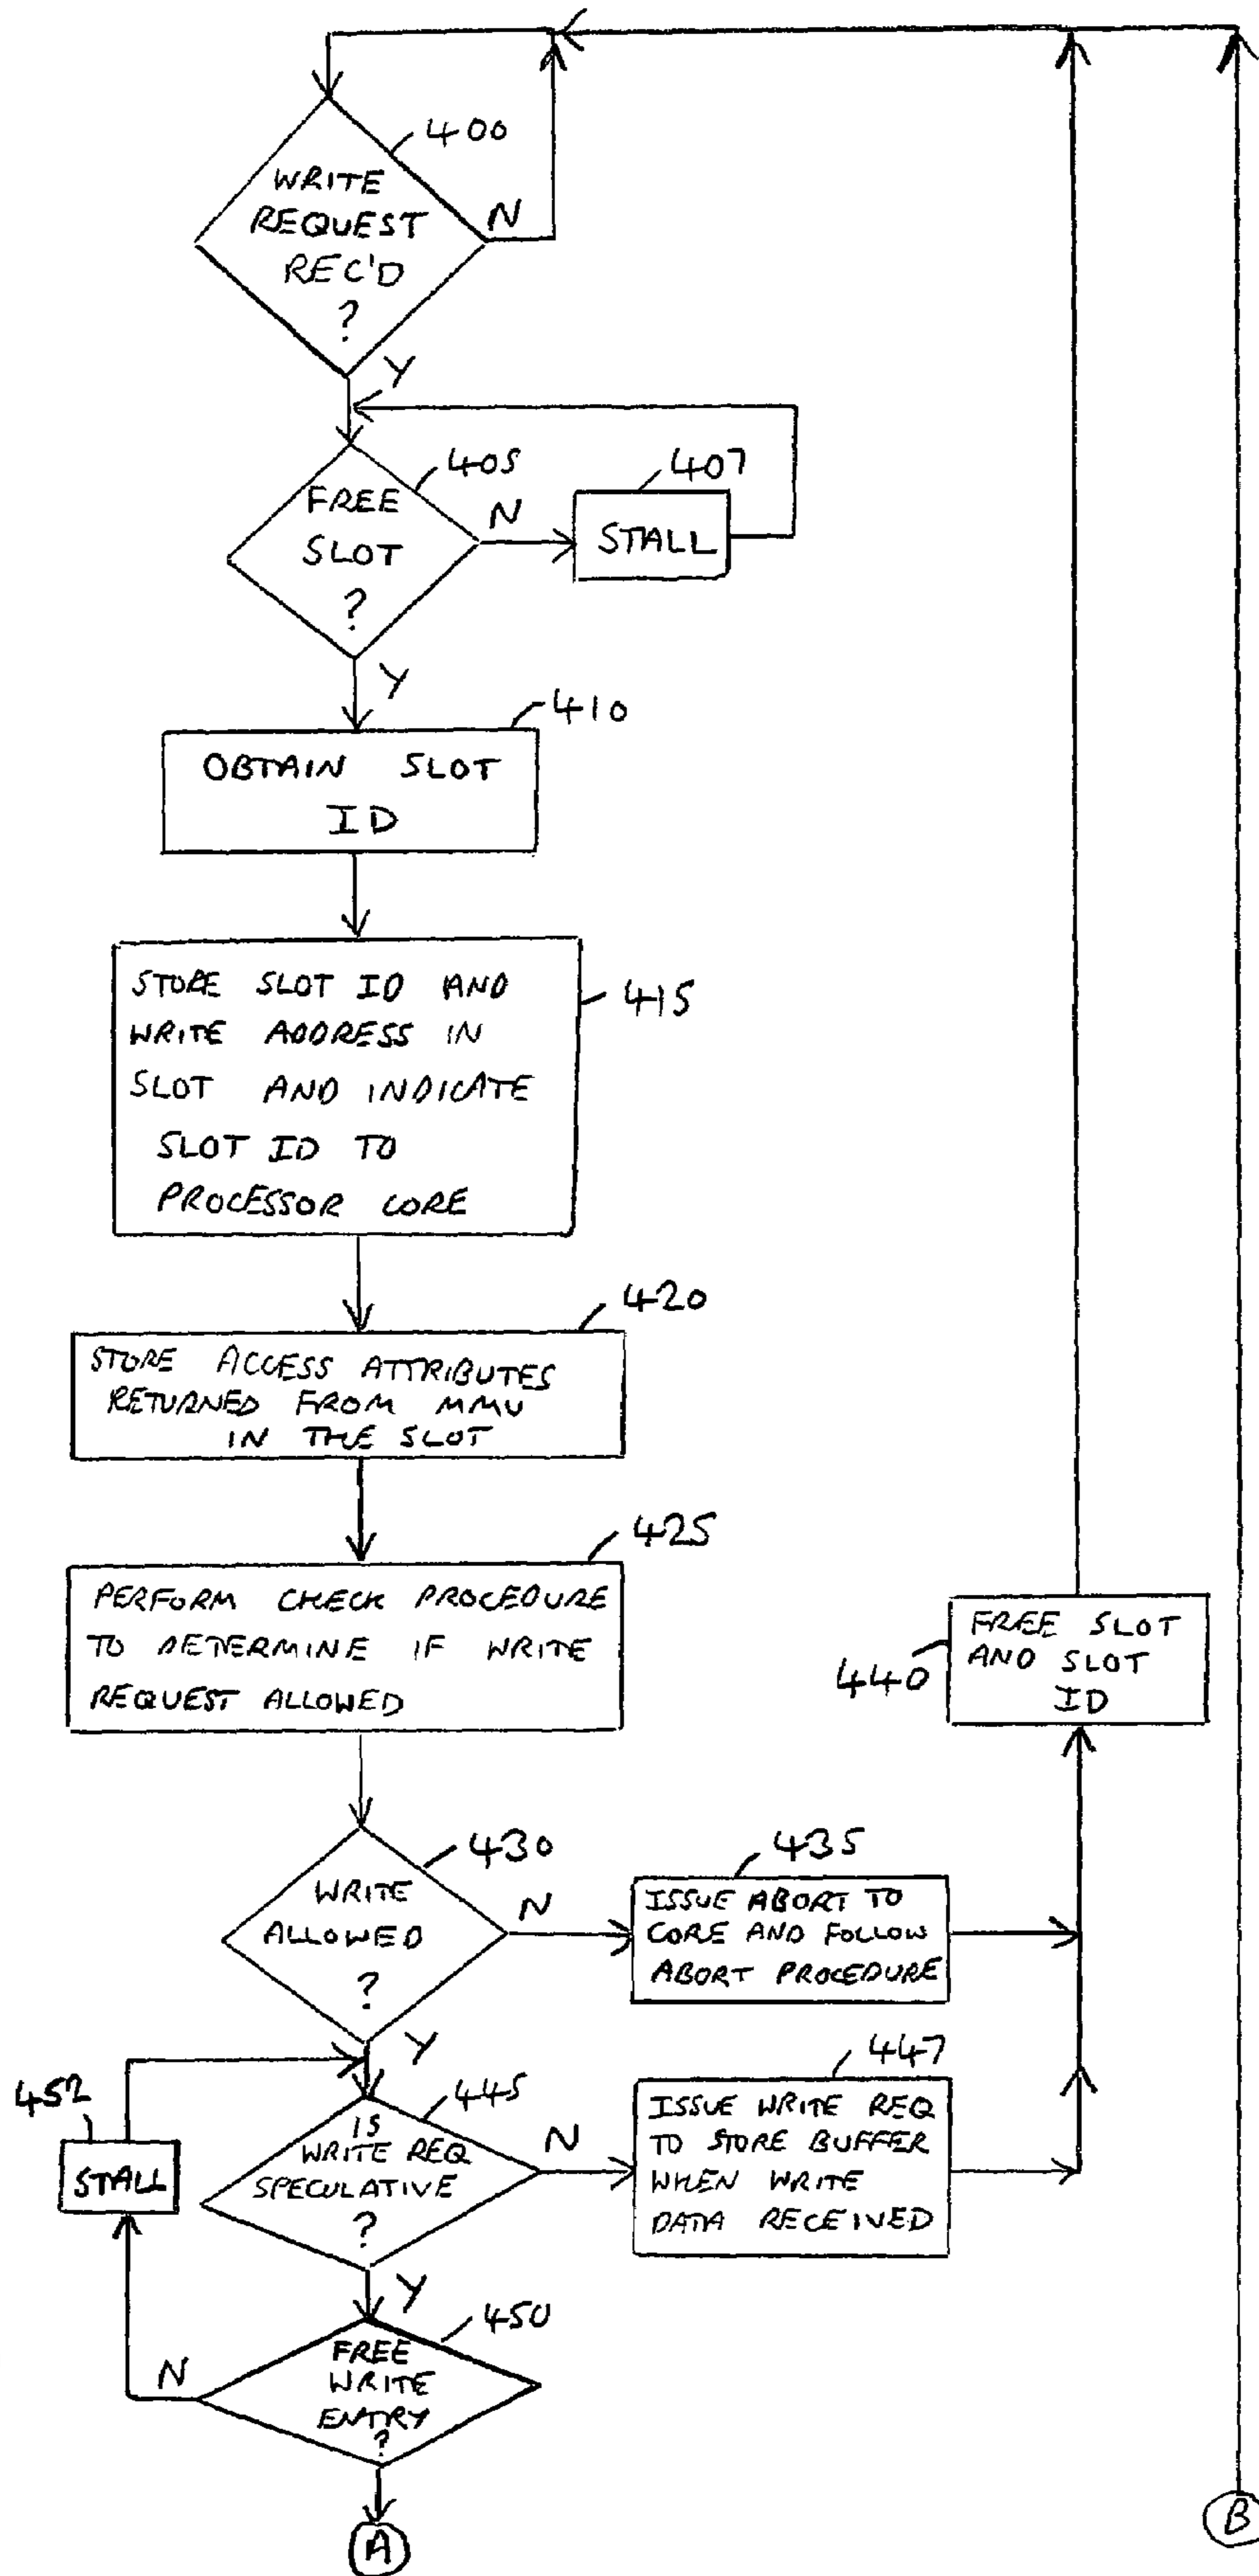 400
WRITE
REQUEST
REC'D
?
N
Y
405
FREE
SLOT
?
N
407
STALL
Y
410
OBTAIN SLOT
ID
STORE SLOT ID AND
WRITE ADDRESS IN
SLOT AND INDICATE
SLOT ID TO
PROCESSOR CORE
415
420
STORE ACCESS ATTRIBUTES
RETURNED FROM MMU
IN THE SLOT
425
PERFORM CHECK PROCEDURE
TO DETERMINE IF WRITE
REQUEST ALLOWED
FREE SLOT
AND SLOT
ID
440
430
WRITE
ALLOWED
?
N
435
ISSUE ABORT TO
CORE AND FOLLOW
ABORT PROCEDURE
Y
452
STALL
445
IS
WRITE REQ
SPECULATIVE
?
N
447
ISSUE WRITE REQ
TO STORE BUFFER
WHEN WRITE
DATA RECEIVED
Y
450
FREE
WRITE
ENTRY
?
N
A
B